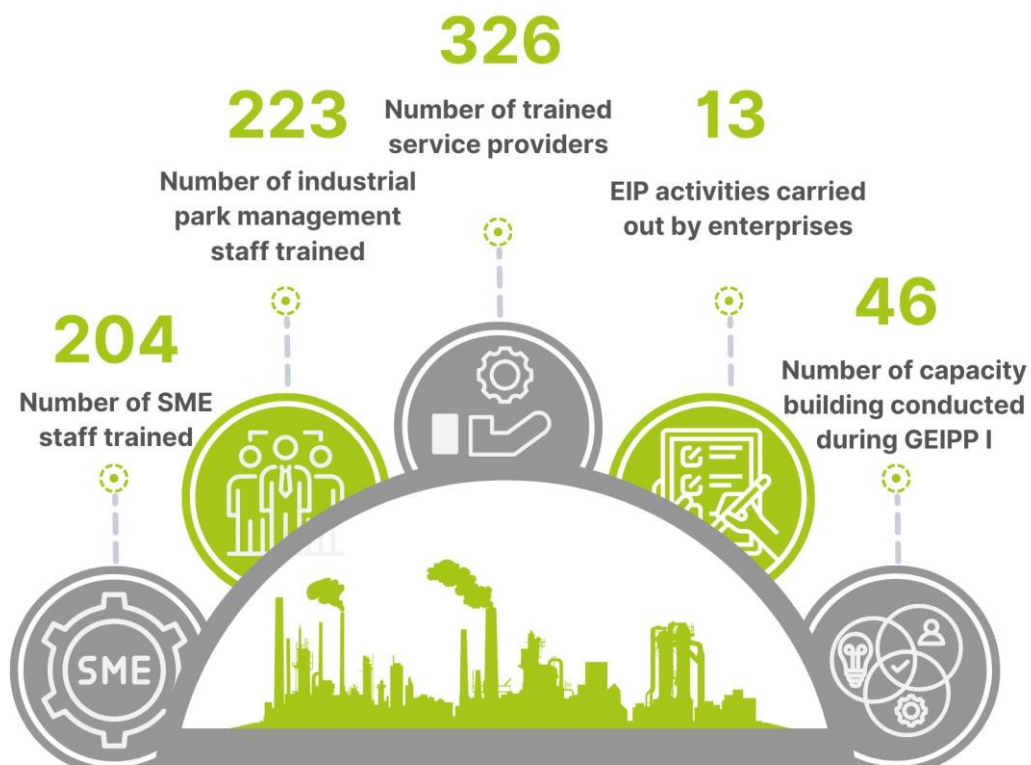 204
Number of SME
staff trained
223
Number of industrial
park management
staff trained
326
Number of trained
service providers
13
EIP activities carried
out by enterprises
46
Number of capacity
building conducted
during GEIPP I
SME